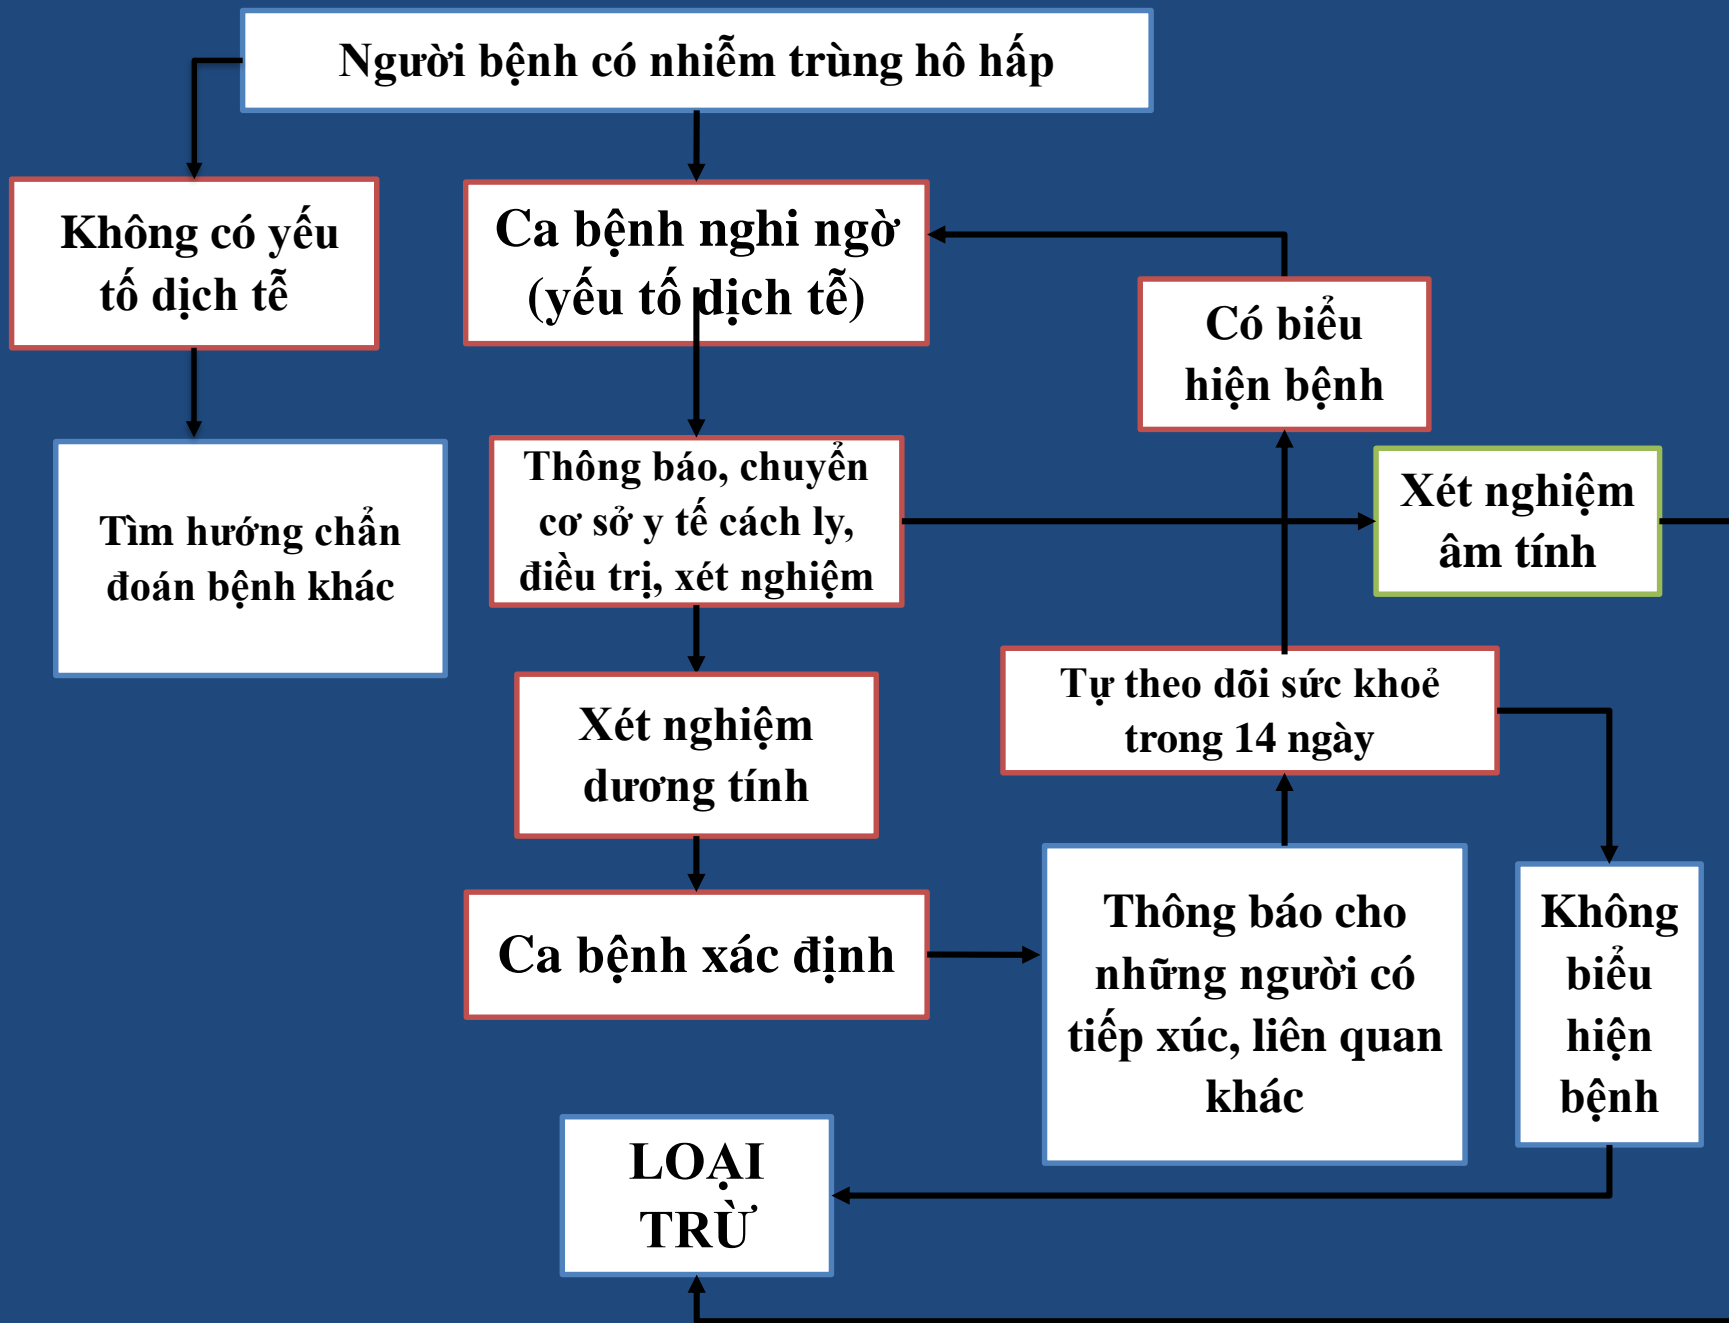 Người bệnh có nhiễm trùng hô hấp
Không có yếu
tố dịch tễ
Ca bệnh nghi ngờ
(yếu tố dịch tễ)
Có biểu
hiện bệnh
Tìm hướng chẩn
đoán bệnh khác
Thông báo, chuyển
cơ sở y tế cách ly,
điều trị, xét nghiệm
Xét nghiệm
âm tính
Xét nghiệm
dương tính
Tự theo dõi sức khoẻ
trong 14 ngày
Ca bệnh xác định
Thông báo cho
những người có
tiếp xúc, liên quan
khác
Không
biểu
hiện
bệnh
LOẠI
TRỪ